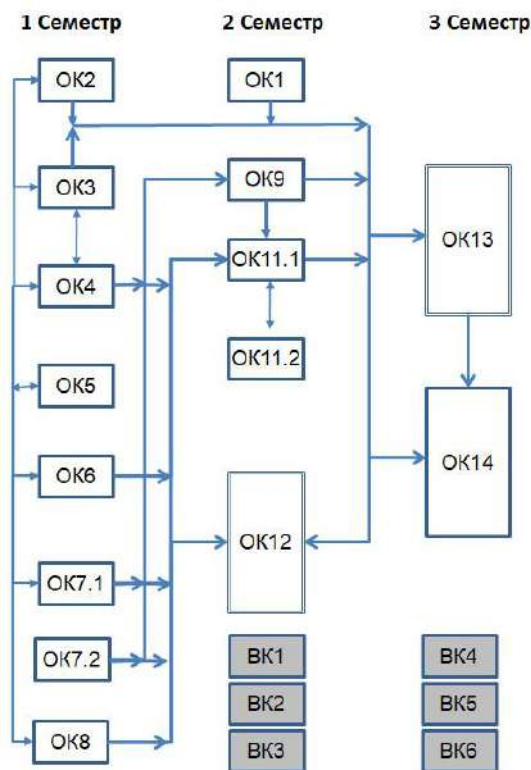 1 Семестр 2 Семестр 3 Семестр
ОК2 ОК1
ОК3 ОК9
ОК13
ОК4 ОК11.1
ОК11.2
ОК5
ОК14
ОК6
ОК12
ОК7.1
ОК7.2 ВК1 ВК4
ВК2 ВК5
ОК8 ВК3 ВК6